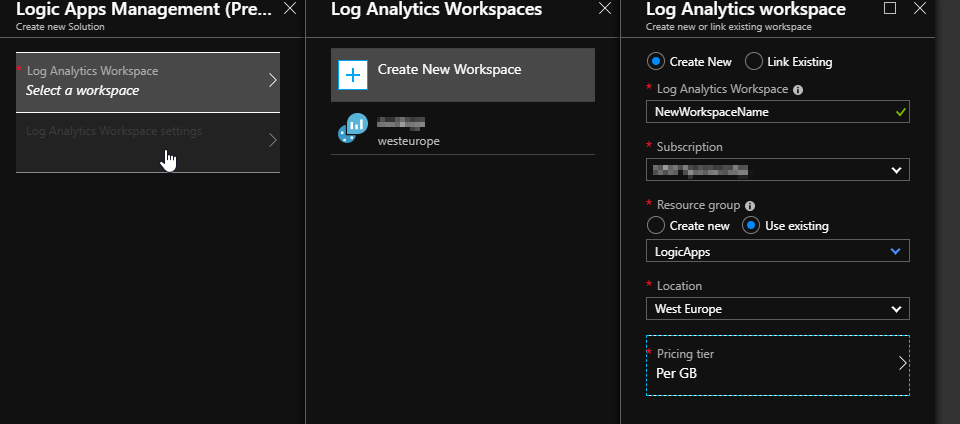 Logic Apps Management (Pre...
Create new Solution
* Log Analytics Workspace
Select a workspace
Log Analytics Workspace settings
Log Analytics Workspaces
Create New Workspace
westeurope
Log Analytics workspace
Create new or link existing workspace
Create New Link Existing
* Log Analytics Workspace
NewWorkspaceName
* Subscription
* Resource group
Create new Use existing
LogicApps
* Location
West Europe
* Pricing tier
Per GB